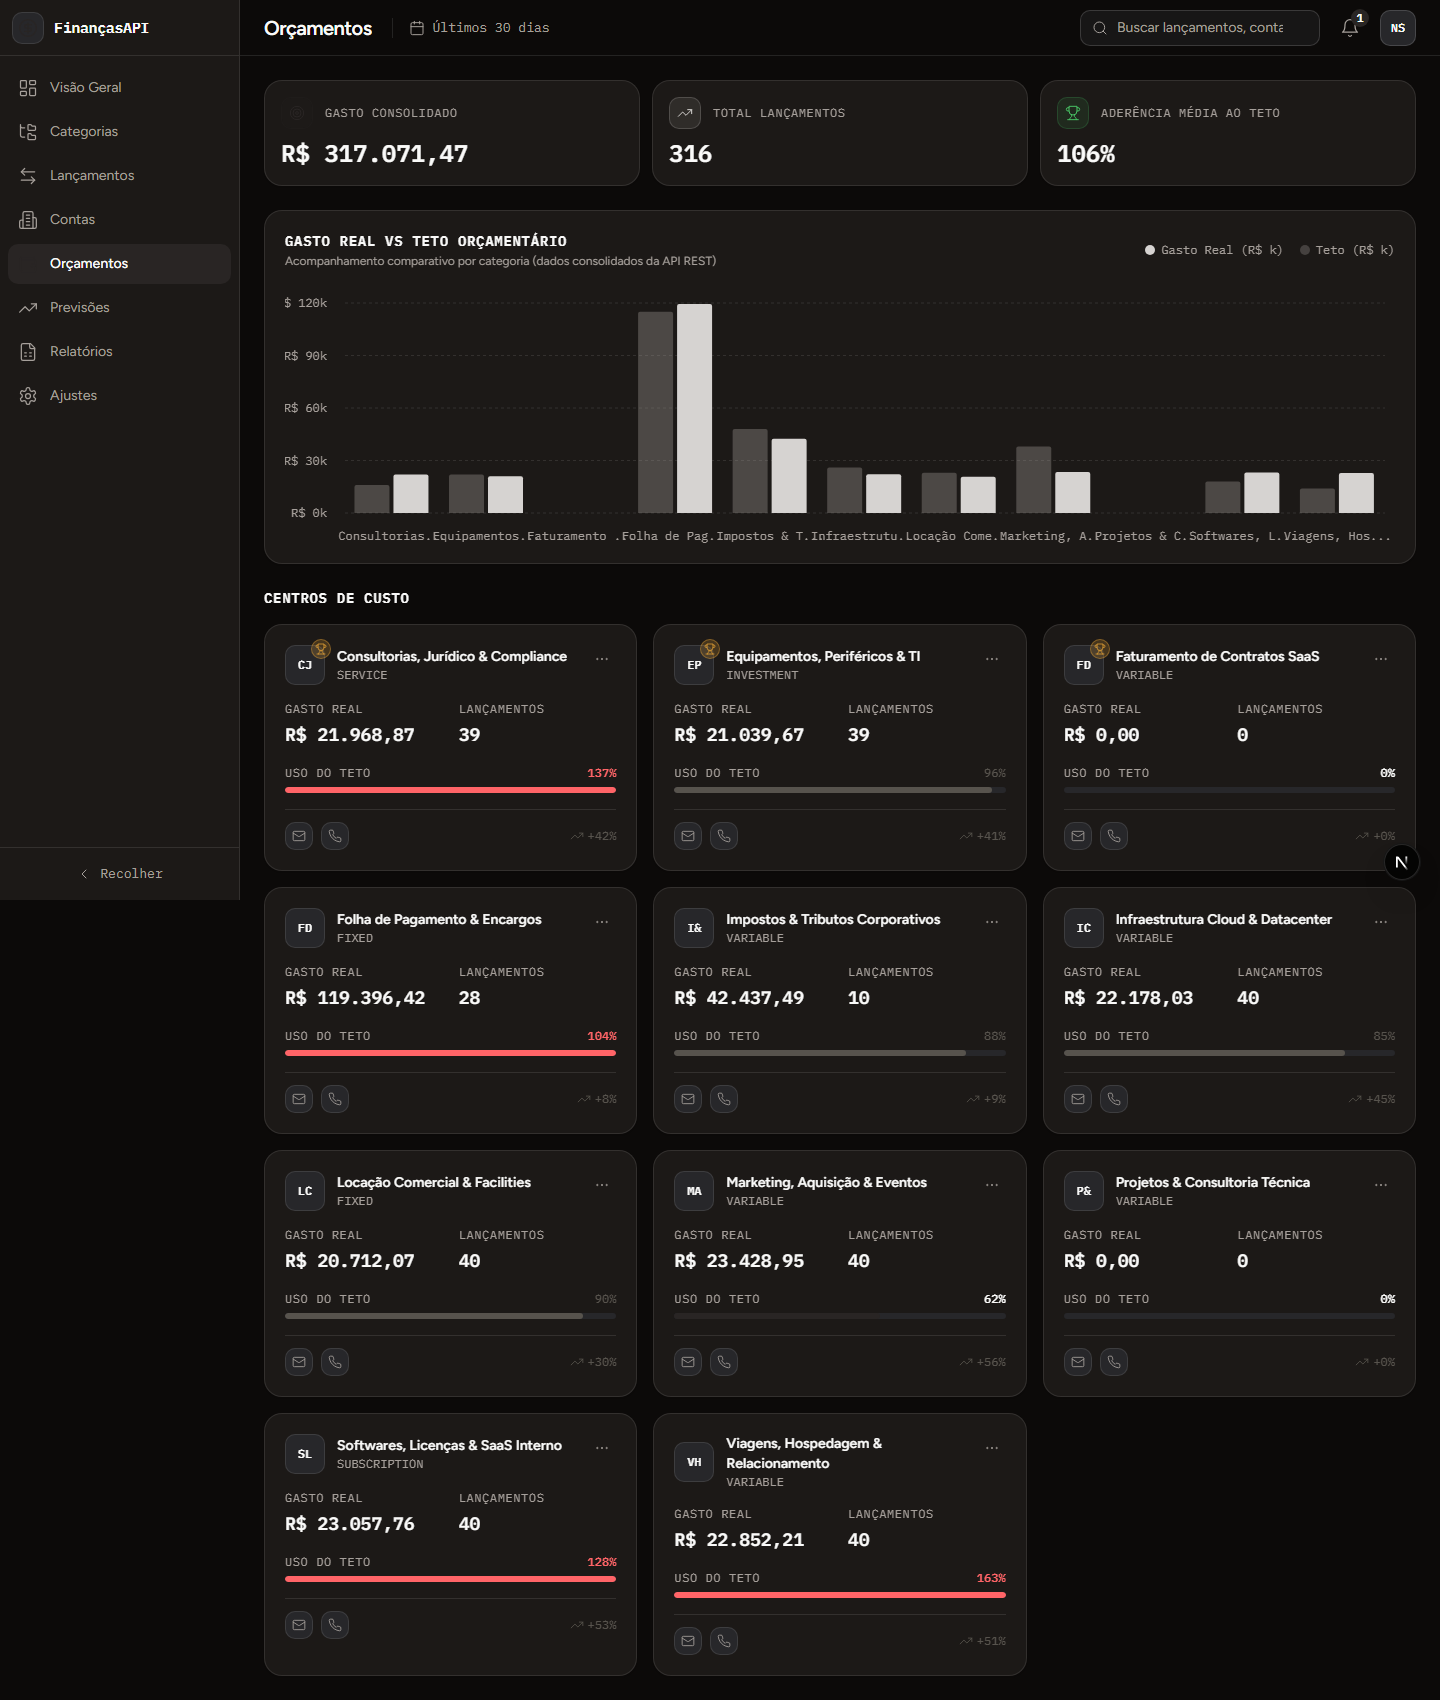 FinançasAPI
Visão Geral
Categorias
Lançamentos
Contas
Orçamentos
Previsões
Relatórios
Ajustes
Recolher
Orçamentos
Últimos 30 dias
Buscar lançamentos, conta
1
NS
GASTO CONSOLIDADO
R$ 317.071,47
TOTAL LANÇAMENTOS
316
ADERÊNCIA MÉDIA AO TETO
106%
GASTO REAL VS TETO ORÇAMENTÁRIO
Acompanhamento comparativo por categoria (dados consolidados da API REST)
Gasto Real (R$ k)
Teto (R$ k)
$ 120k
R$ 90k
R$ 60k
R$ 30k
R$ 0k
Consultorias.Equipamentos.Faturamento .Folha de Pag.Impostos & T.Infraestrutu.Locação Come.Marketing, A.Projetos & C.Softwares, L.Viagens, Hos...
CENTROS DE CUSTO
CJ
Consultorias, Jurídico & Compliance
...
SERVICE
GASTO REAL
LANÇAMENTOS
R$ 21.968,87
39
USO DO TETO
137%
+42%
EP
Equipamentos, Periféricos & TI
...
INVESTMENT
GASTO REAL
LANÇAMENTOS
R$ 21.039,67
39
USO DO TETO
96%
+41%
FD
Faturamento de Contratos SaaS
...
VARIABLE
GASTO REAL
LANÇAMENTOS
R$ 0,00
0
USO DO TETO
0%
+0%
N
FD
Folha de Pagamento & Encargos
...
FIXED
GASTO REAL
LANÇAMENTOS
R$ 119.396,42
28
USO DO TETO
104%
+8%
I&
Impostos & Tributos Corporativos
...
VARIABLE
GASTO REAL
LANÇAMENTOS
R$ 42.437,49
10
USO DO TETO
88%
+9%
IC
Infraestrutura Cloud & Datacenter
...
VARIABLE
GASTO REAL
LANÇAMENTOS
R$ 22.178,03
40
USO DO TETO
85%
+45%
LC
Locação Comercial & Facilities
...
FIXED
GASTO REAL
LANÇAMENTOS
R$ 20.712,07
40
USO DO TETO
90%
+30%
MA
Marketing, Aquisição & Eventos
...
VARIABLE
GASTO REAL
LANÇAMENTOS
R$ 23.428,95
40
USO DO TETO
62%
+56%
P&
Projetos & Consultoria Técnica
...
VARIABLE
GASTO REAL
LANÇAMENTOS
R$ 0,00
0
USO DO TETO
0%
+0%
SL
Softwares, Licenças & SaaS Interno
...
SUBSCRIPTION
GASTO REAL
LANÇAMENTOS
R$ 23.057,76
40
USO DO TETO
128%
+53%
VH
Viagens, Hospedagem &
Relacionamento
...
VARIABLE
GASTO REAL
LANÇAMENTOS
R$ 22.852,21
40
USO DO TETO
163%
+51%